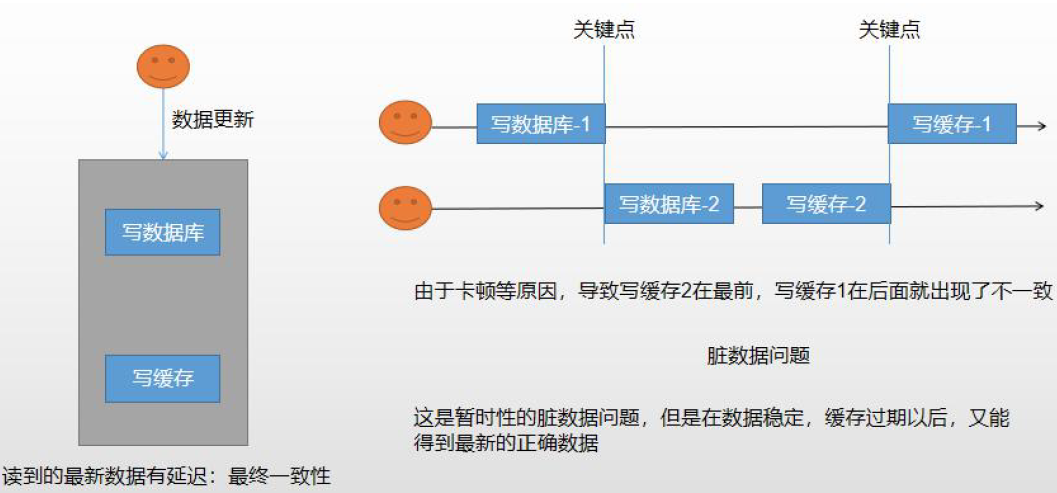 数据更新
写数据库
写缓存
读到的最新数据有延迟：最终一致性
关键点
关键点
写数据库-1
写缓存-1
写数据库-2
写缓存-2
由于卡顿等原因，导致写缓存2在最前，写缓存1在后面就出现了不一致
脏数据问题
这是暂时性的脏数据问题，但是在数据稳定，缓存过期以后，又能
得到最新的正确数据